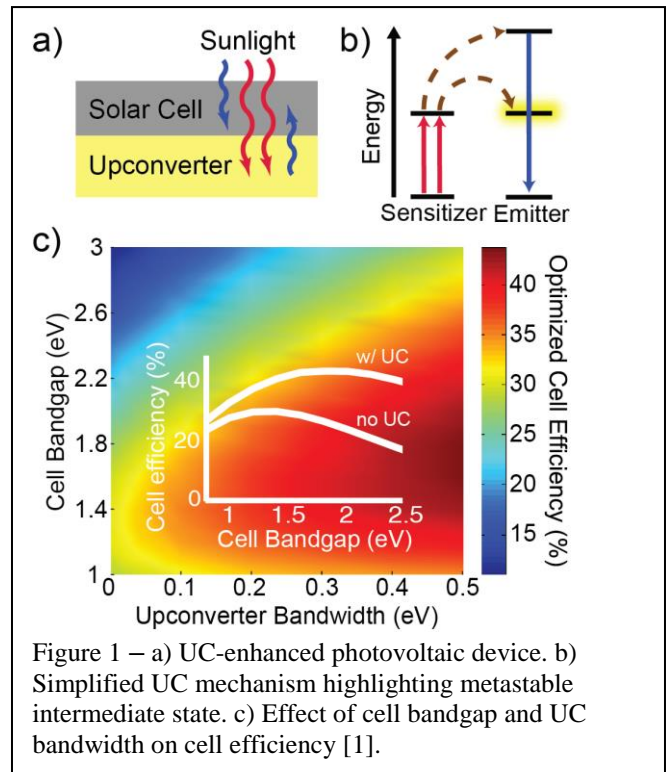 a)
Sunlight
Solar Cell
Upconverter
b)
Energy
Sensitizer Emitter
c)
3
2.6
2.2
1.8
1.4
1
Cell Bandgap (eV)
0 0.1 0.2 0.3 0.4 0.5
Upconverter Bandwidth (eV)
Cell efficiency (%)
40
20
0
w/ UC
no UC
1 1.5 2 2.5
Cell Bandgap (eV)
40
35
30
25
20
15
Optimized Cell Efficiency (%)
Figure 1 – a) UC-enhanced photovoltaic device. b)
Simplified UC mechanism highlighting metastable
intermediate state. c) Effect of cell bandgap and UC
bandwidth on cell efficiency [1].